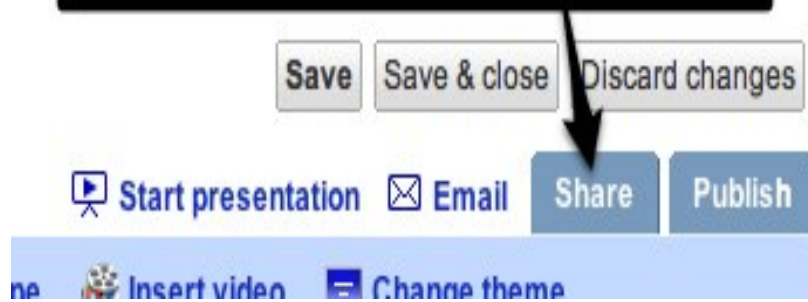 Save Save & close Discard changes
Start presentation Email Share Publish
Insert video Change theme